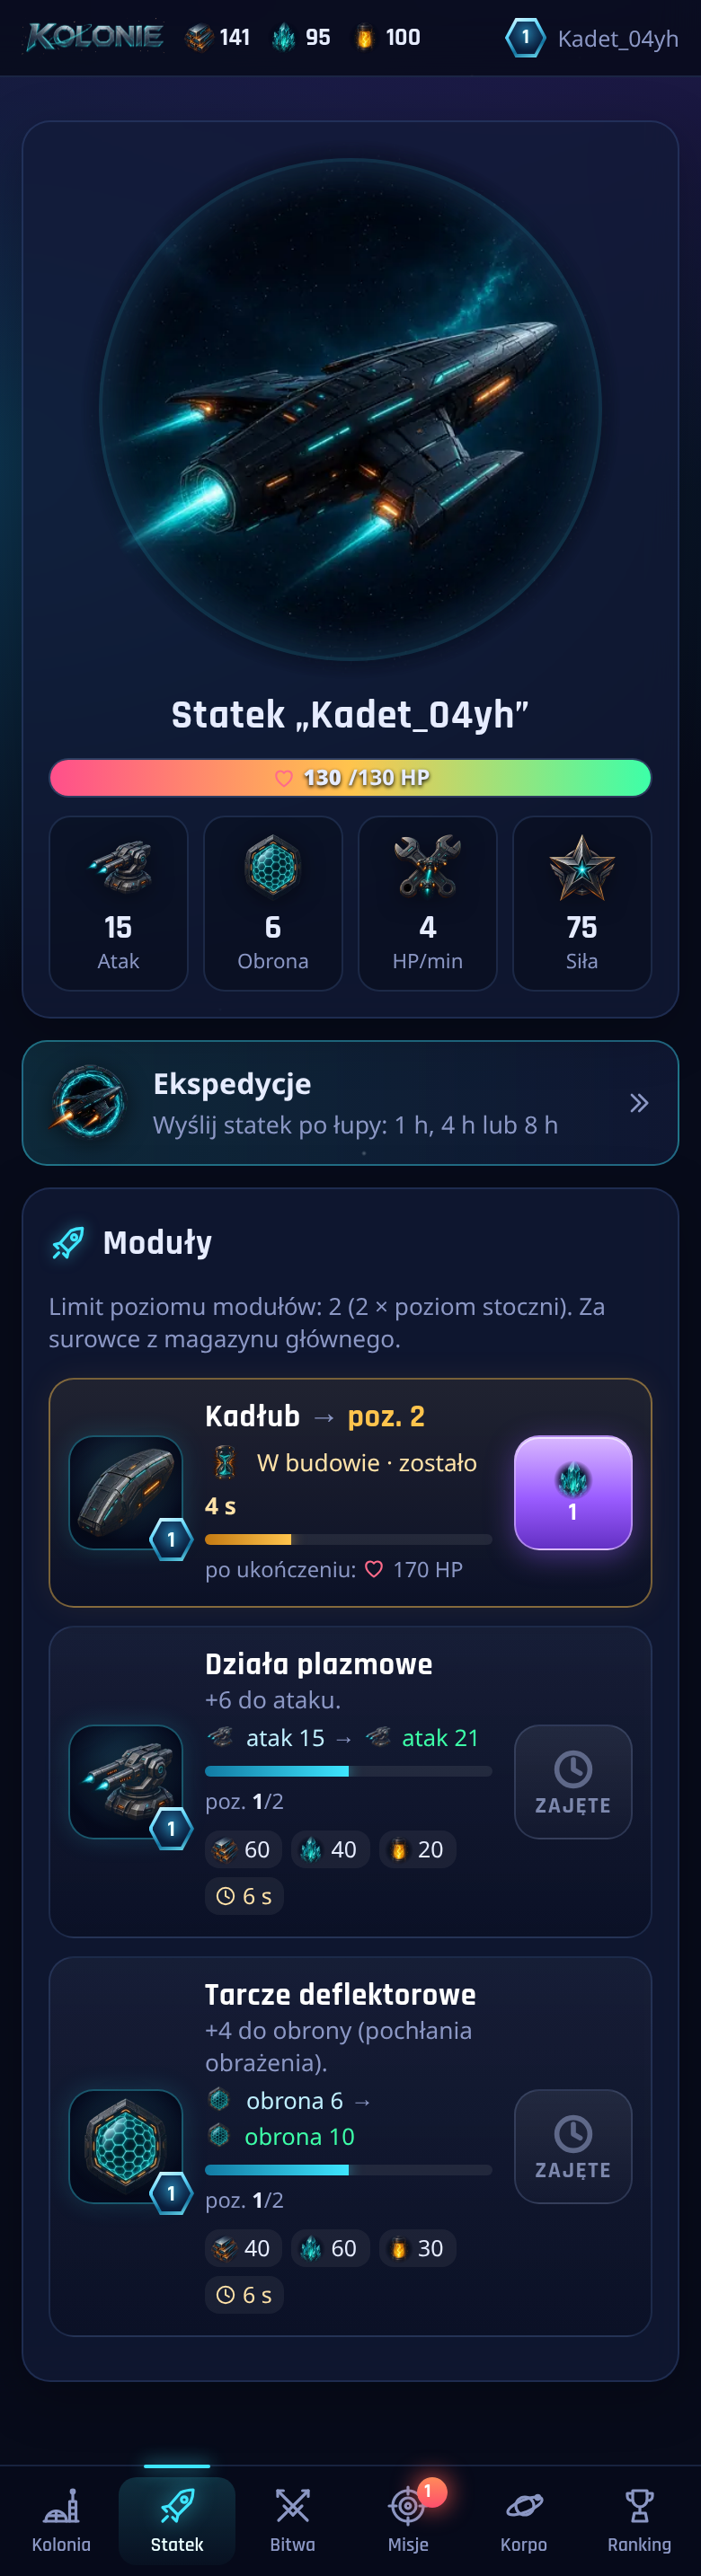 KOLONIE 141 95 100 1 Kadet_04yh
Statek „Kadet_04yh”
130 /130 HP
15 6 4 75
Atak Obrona HP/min Siła
Ekspedycje
Wyślij statek po łupy: 1 h, 4 h lub 8 h
Moduły
Limit poziomu modułów: 2 (2 × poziom stoczni). Za
surowce z magazynu głównego.
Kadłub → poz. 2
W budowie · zostało
4 s
1
1
po ukończeniu: 170 HP
Działa plazmowe
+6 do ataku.
atak 15 → atak 21
ZAJĘTE
poz. 1/2
1
60 40 20
6 s
Tarcze deflektorowe
+4 do obrony (pochłania
obrażenia).
obrona 6 →
obrona 10
ZAJĘTE
poz. 1/2
1
40 60 30
6 s
1
Kolonia Statek Bitwa Misje Korpo Ranking